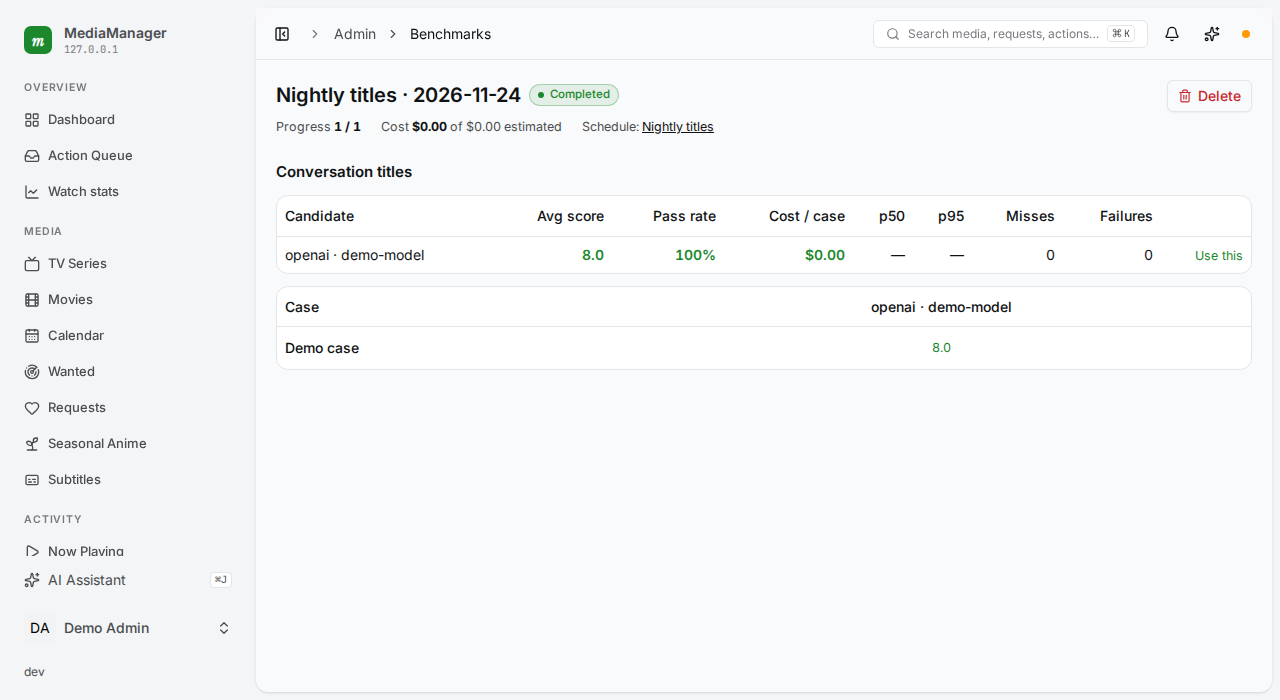 m
MediaManager
127.0.0.1
OVERVIEW
Dashboard
Action Queue
Watch stats
MEDIA
TV Series
Movies
Calendar
Wanted
Requests
Seasonal Anime
Subtitles
ACTIVITY
Now Playing
AI Assistant ⌘J
DA Demo Admin
dev
Admin Benchmarks
Search media, requests, actions... ⌘ K
Nightly titles · 2026-11-24 Completed
Delete
Progress 1 / 1 Cost $0.00 of $0.00 estimated Schedule: Nightly titles
Conversation titles
Candidate Avg score Pass rate Cost / case p50 p95 Misses Failures
openai · demo-model 8.0 100% $0.00 — — 0 0 Use this
Case openai · demo-model
Demo case 8.0